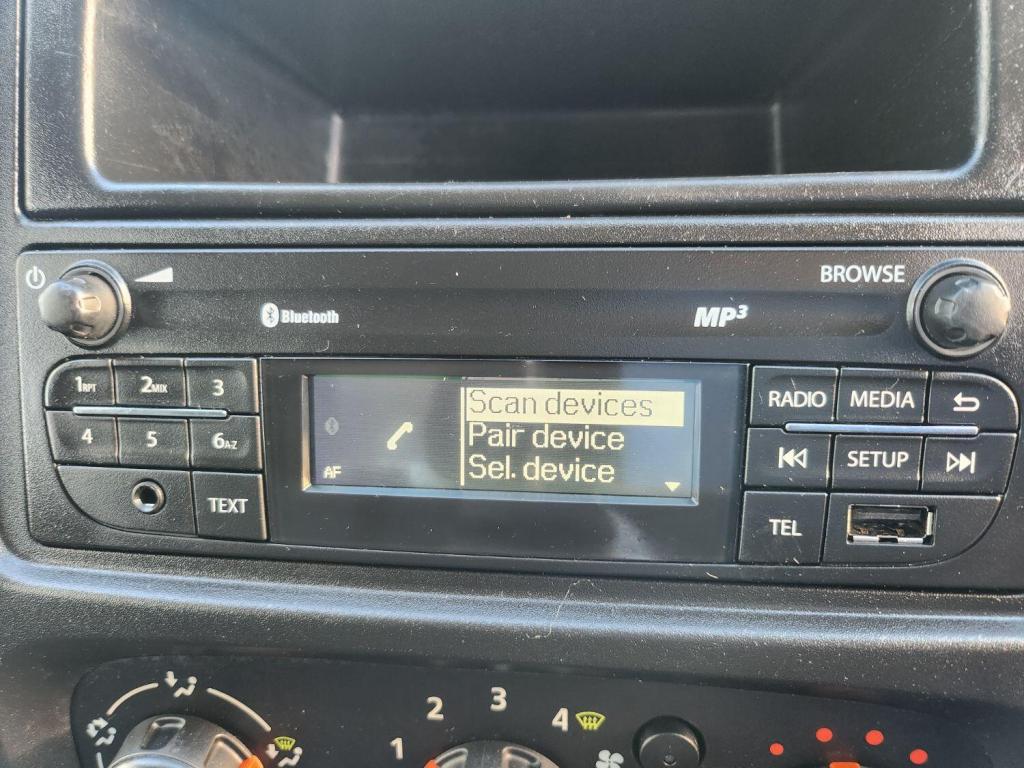 BROWSE
Bluetooth
MP3
1RPT
2MIX
3
4
5
6A-Z
TEXT
AF
Scan devices
Pair device
Sel. device
RADIO
MEDIA
SETUP
TEL
1
2
3
4